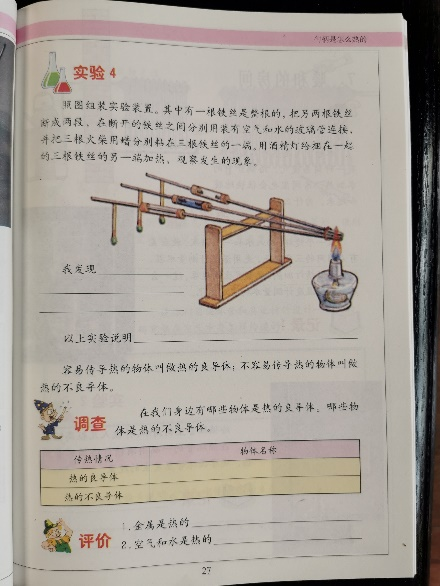 勺柄是怎么热的
实验4
照图组装实验装置。其中有一根铁丝是整根的，把另两根铁丝
断成两段，在断开的铁丝之间分别用装有空气和水的玻璃管连接，
并把三根火柴用蜡分别粘在三根铁丝的一端。用酒精灯给捆在一起
的三根铁丝的另一端加热，观察发生的现象。
我发现
以上实验说明
容易传导热的物体叫做热的良导体；不容易传导热的物体叫做
热的不良导体。
调查
在我们身边有哪些物体是热的良导体，哪些物
体是热的不良导体。
传热情况 物体名称
热的良导体
热的不良导体
评价
1.金属是热的
2.空气和水是热的
27